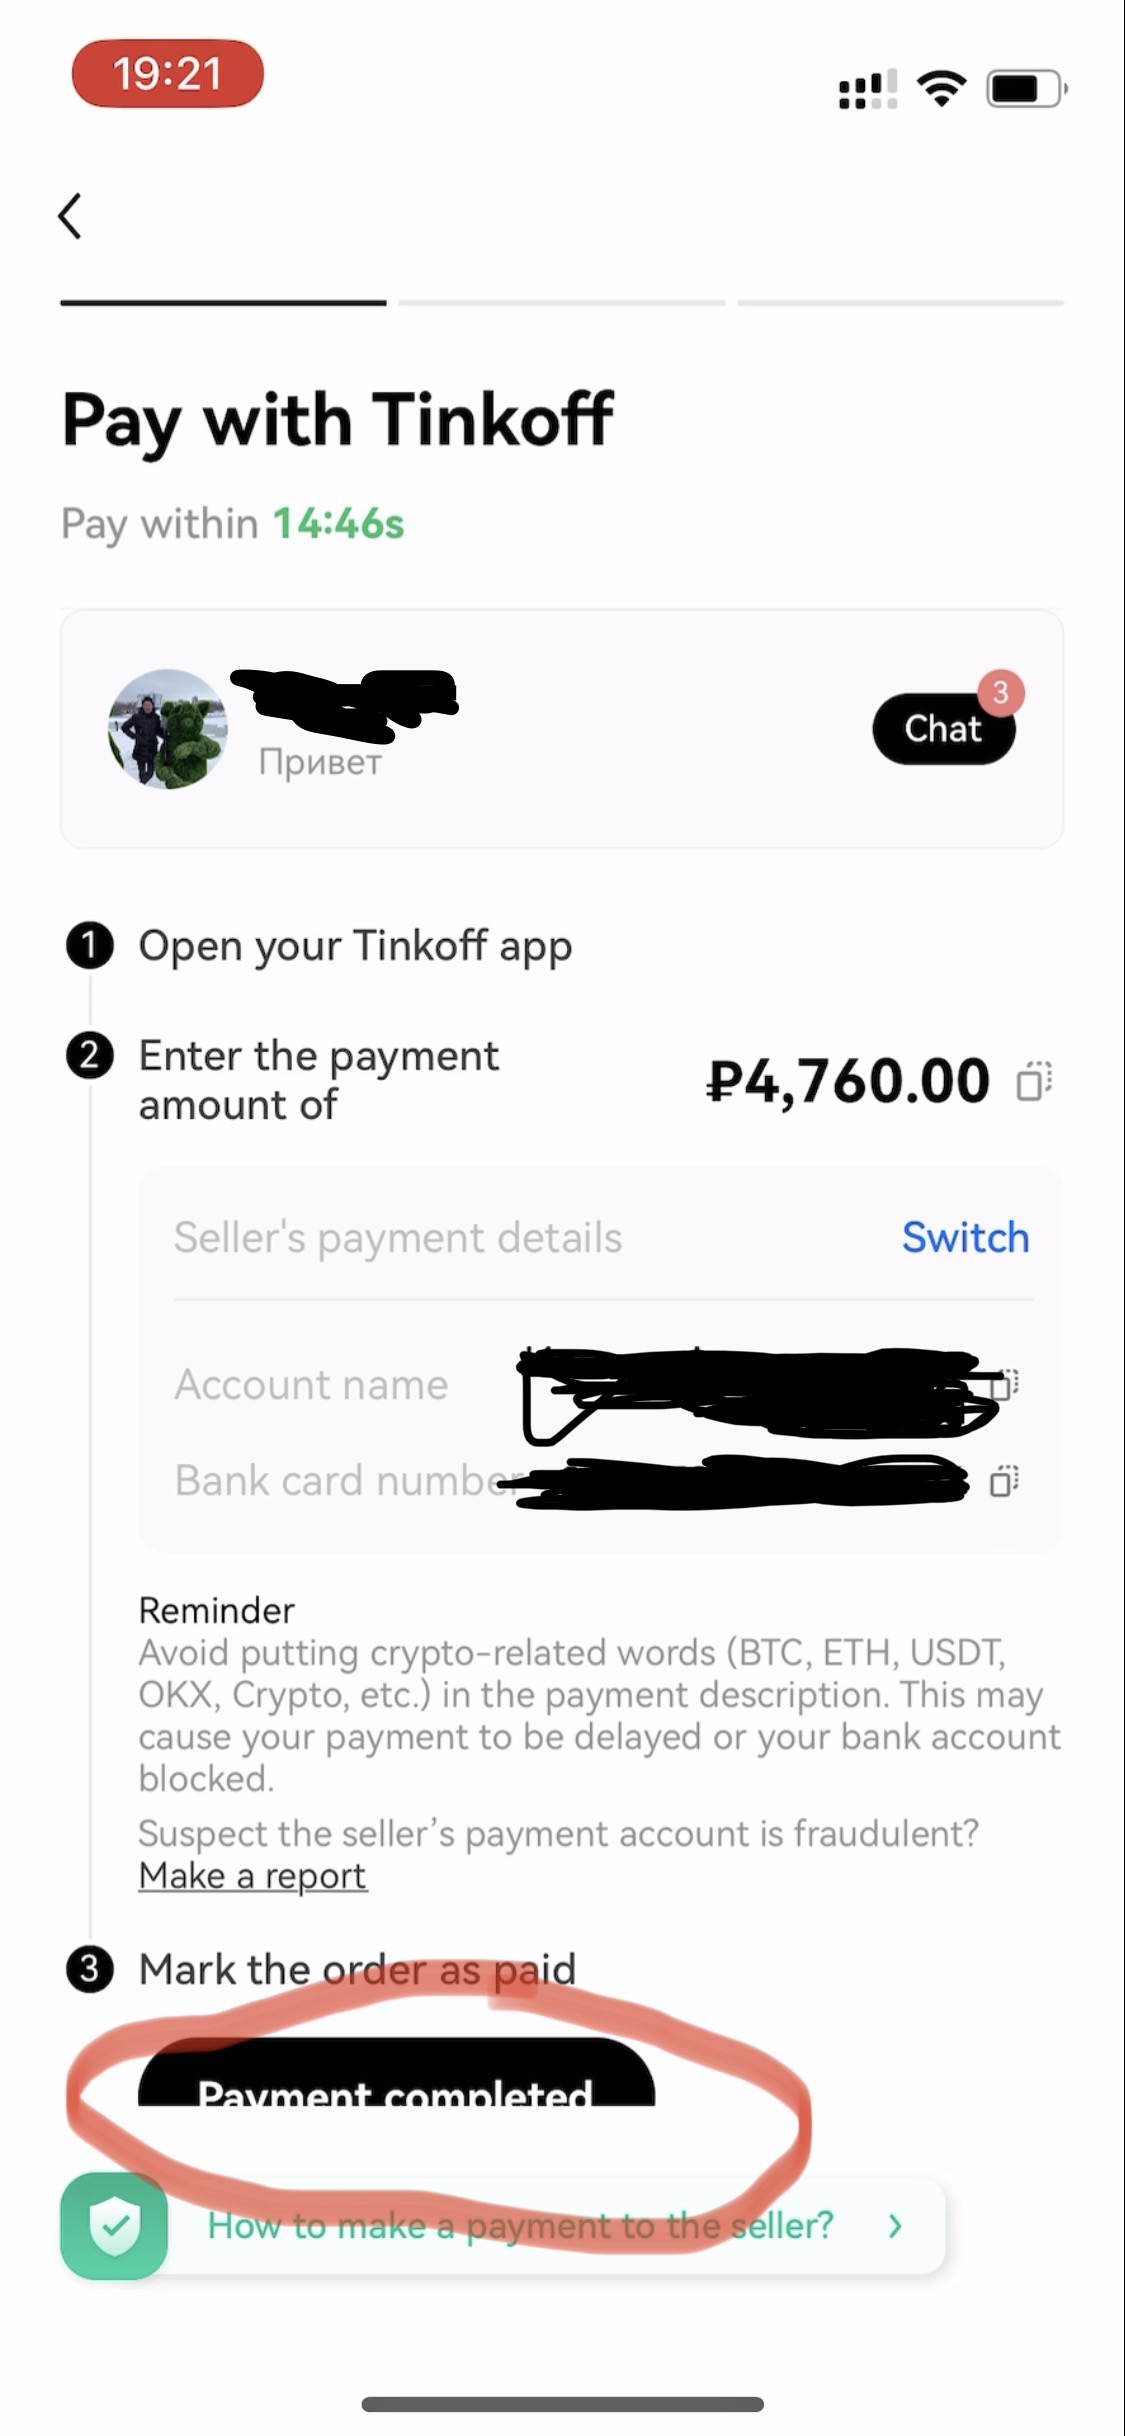 19:21
Pay with Tinkoff
Pay within 14:46s
Привет
Chat
3
1 Open your Tinkoff app
2 Enter the payment
amount of
₽4,760.00
Seller's payment details
Switch
Account name
Bank card number
Reminder
Avoid putting crypto-related words (BTC, ETH, USDT,
OKX, Crypto, etc.) in the payment description. This may
cause your payment to be delayed or your bank account
blocked.
Suspect the seller’s payment account is fraudulent?
Make a report
3 Mark the order as paid
Payment completed
How to make a payment to the seller?